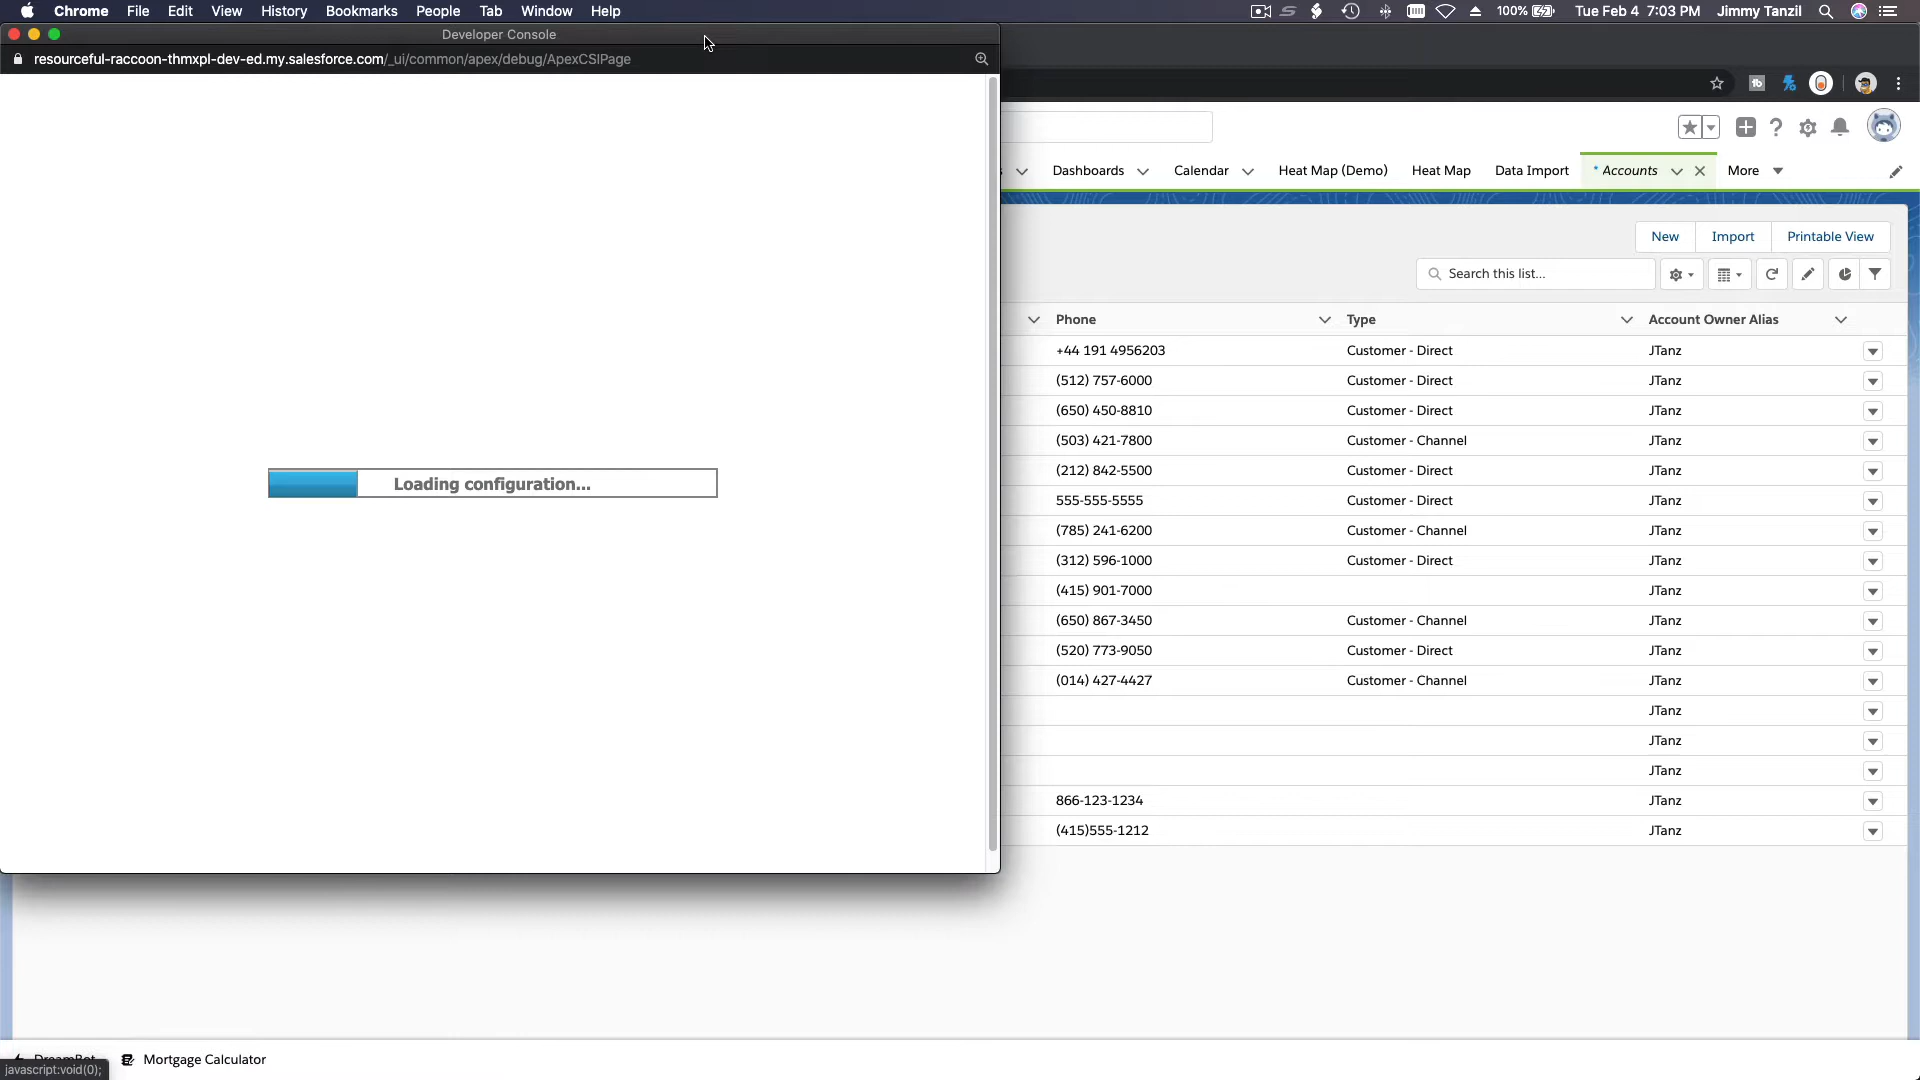 Chrome File Edit View History Bookmarks People Tab Window Help 100% Tue Feb 4 7:03 PM Jimmy Tanzil
Developer Console
resourceful-raccoon-thmxpl-dev-ed.my.salesforce.com/_ui/common/apex/debug/ApexCSIPage
Dashboards Calendar Heat Map (Demo) Heat Map Data Import * Accounts More
New Import Printable View
Search this list...
Phone Type Account Owner Alias
+44 191 4956203 Customer - Direct JTanz
(512) 757-6000 Customer - Direct JTanz
(650) 450-8810 Customer - Direct JTanz
(503) 421-7800 Customer - Channel JTanz
(212) 842-5500 Customer - Direct JTanz
Loading configuration...
555-555-5555 Customer - Direct JTanz
(785) 241-6200 Customer - Channel JTanz
(312) 596-1000 Customer - Direct JTanz
(415) 901-7000 JTanz
(650) 867-3450 Customer - Channel JTanz
(520) 773-9050 Customer - Direct JTanz
(014) 427-4427 Customer - Channel JTanz
JTanz
JTanz
JTanz
866-123-1234 JTanz
(415)555-1212 JTanz
DreamBot Mortgage Calculator
javascript:void(0);